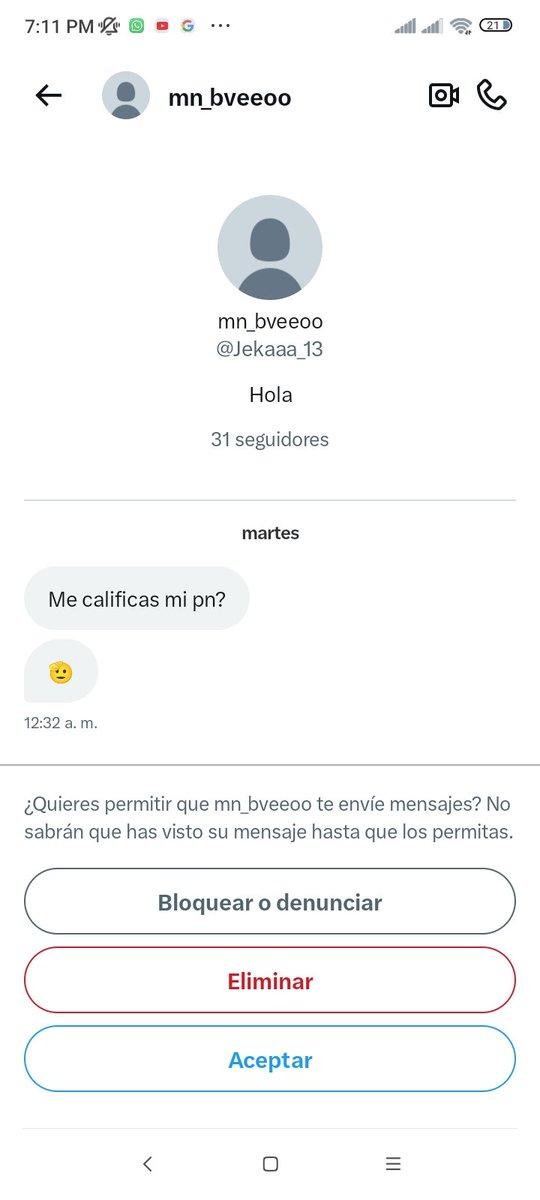 7:11 PM
21
mn_bveeoo
mn_bveeoo
@Jekaaa_13
Hola
31 seguidores
martes
Me calificas mi pn?
🫡
12:32 a. m.
¿Quieres permitir que mn_bveeoo te envíe mensajes? No
sabrán que has visto su mensaje hasta que los permitas.
Bloquear o denunciar
Eliminar
Aceptar